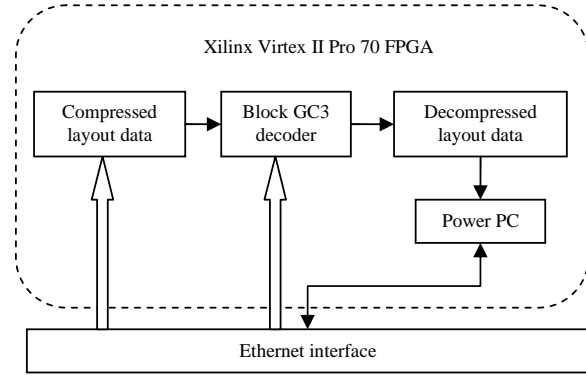 Xilinx Virtex II Pro 70 FPGA
Compressed
layout data
Block GC3
decoder
Decompressed
layout data
Power PC
Ethernet interface